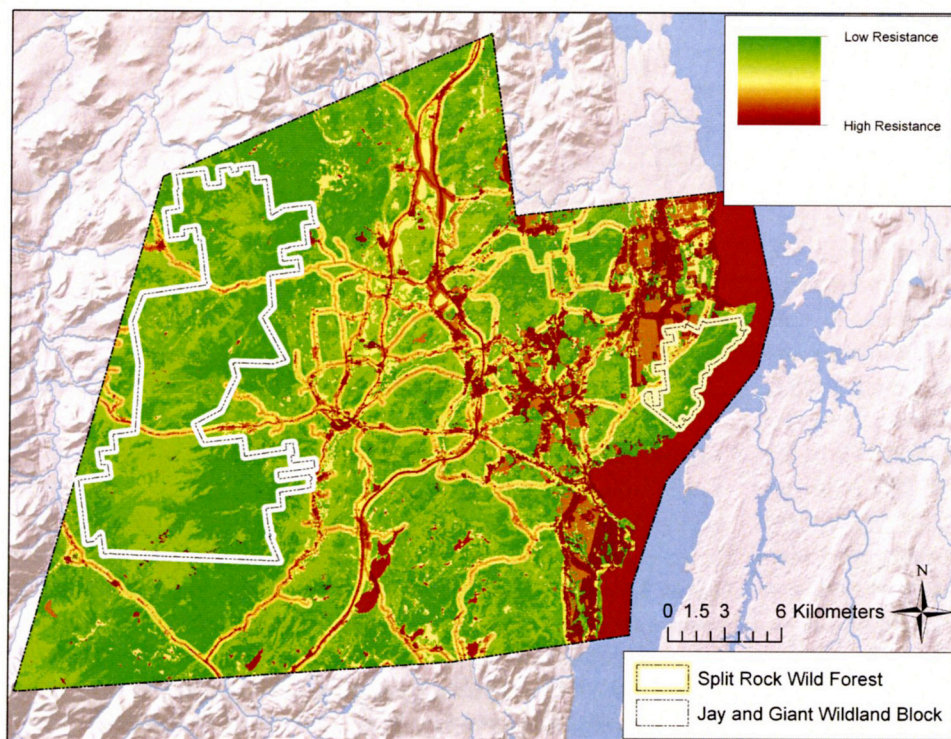 Low Resistance
High Resistance
N
0 1.5 3 6 Kilometers
Split Rock Wild Forest
Jay and Giant Wildland Block